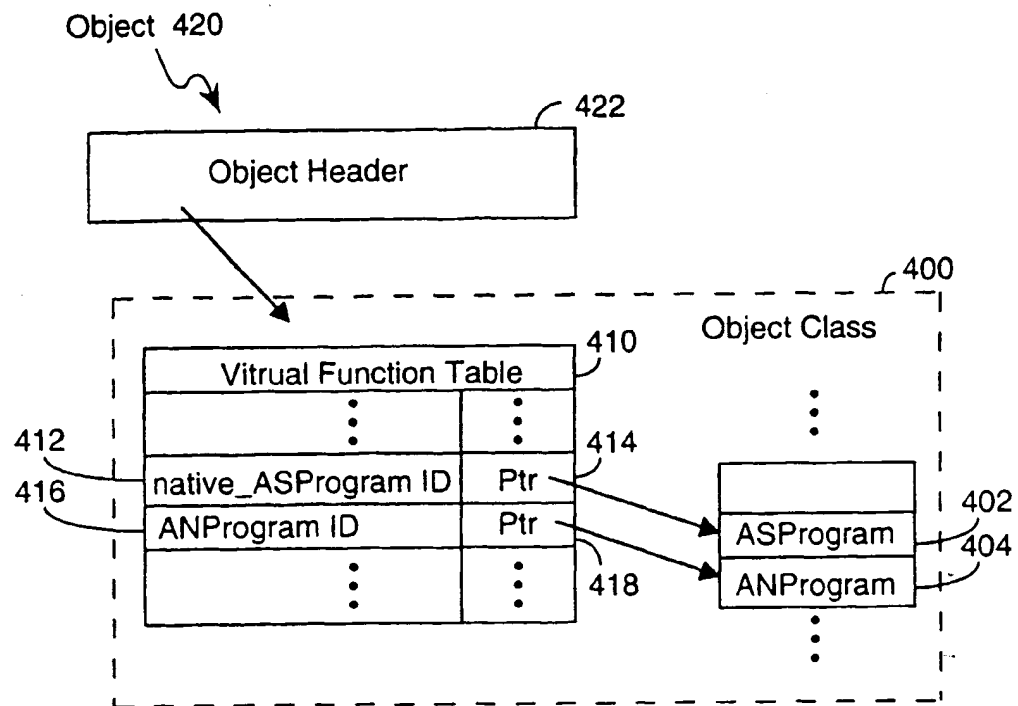 Object 420
422
Object Header
400
Object Class
410
Vitrual Function Table
412
414
native_ASProgram ID Ptr
416
ANProgram ID Ptr
418
402
ASProgram
404
ANProgram